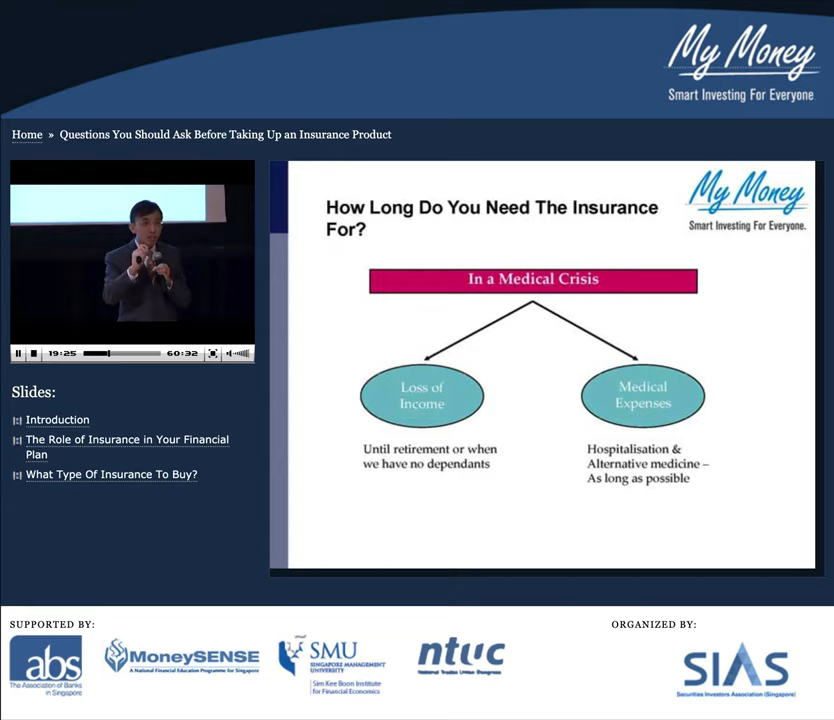 My Money
Smart Investing For Everyone
Home » Questions You Should Ask Before Taking Up an Insurance Product
19:25
60:32
Slides:
Introduction
The Role of Insurance in Your Financial
Plan
What Type Of Insurance To Buy?
My Money
Smart Investing For Everyone.
How Long Do You Need The Insurance
For?
In a Medical Crisis
Loss of
Income
Medical
Expenses
Until retirement or when
we have no dependants
Hospitalisation &
Alternative medicine –
As long as possible
SUPPORTED BY:
abs
The Association of Banks
in Singapore
MoneySENSE
A National Financial Education Programme for Singapore
SMU
SINGAPORE MANAGEMENT
UNIVERSITY
Sim Kee Boon Institute
for Financial Economics
ntuc
National Trades Union Congress
ORGANIZED BY:
SIAS
Securities Investors Association (Singapore)